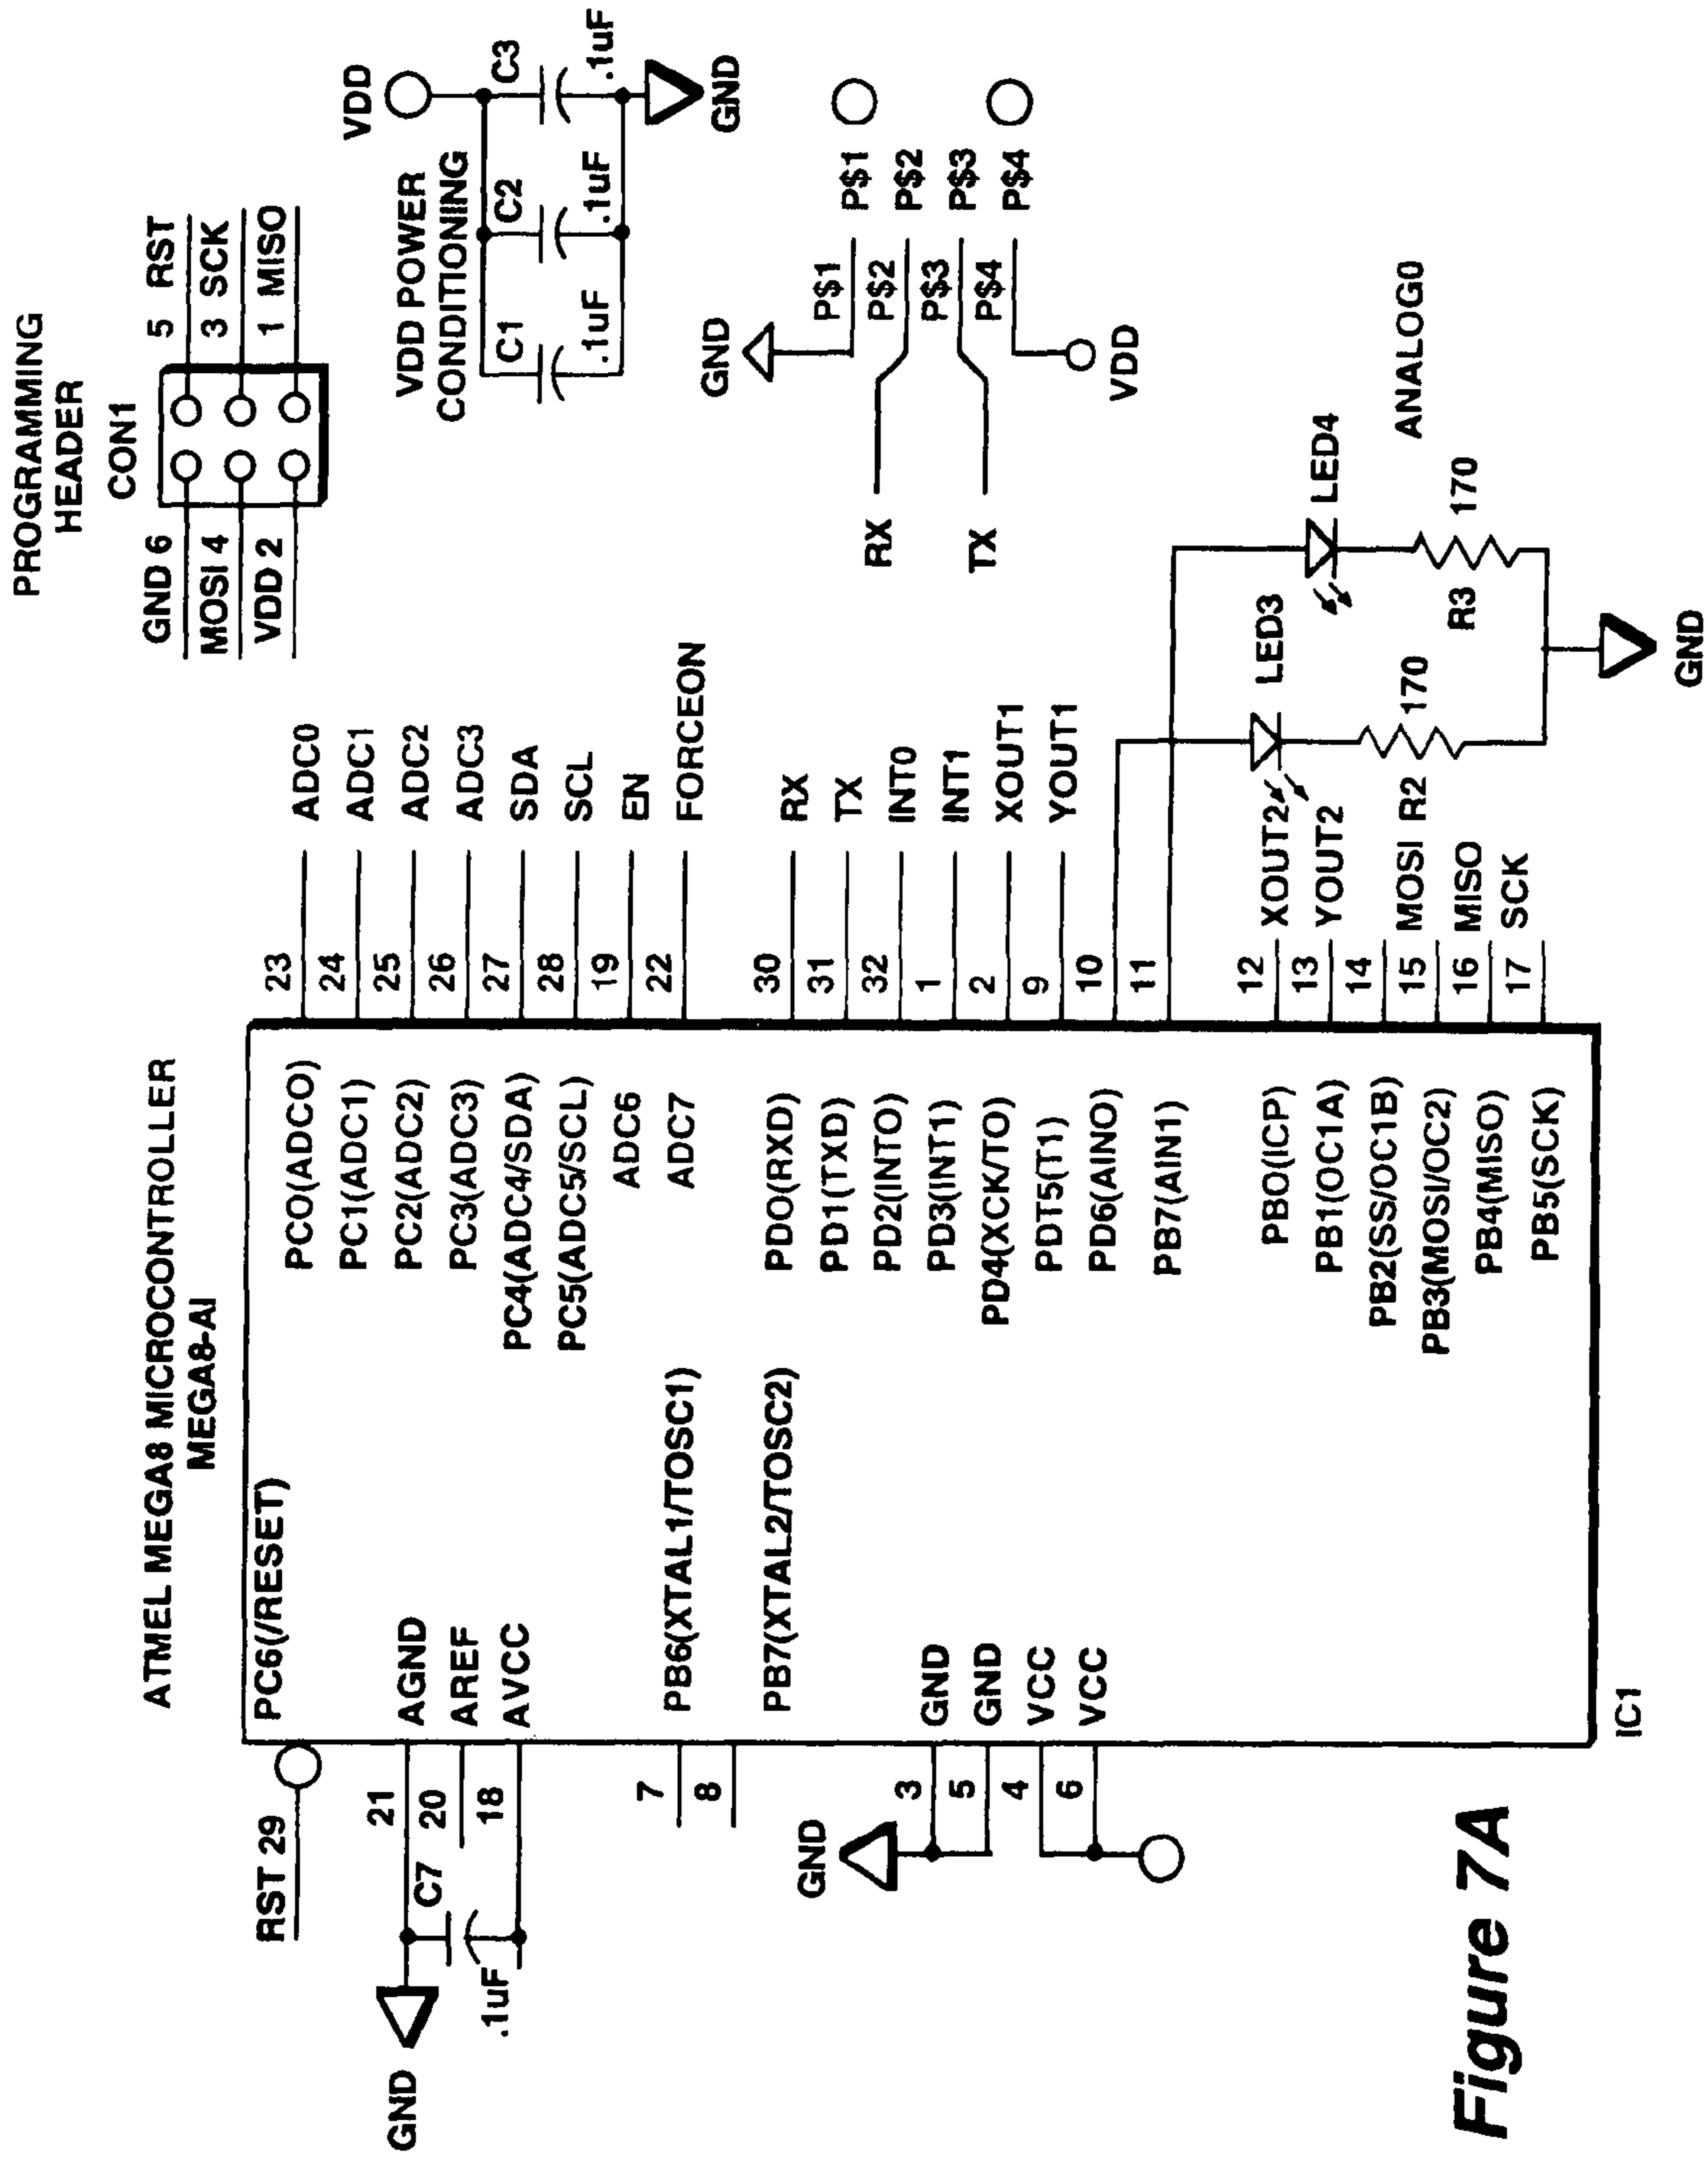 PROGRAMMING
HEADER
CON1
GND 6
MOSI 4
VDD 2
5 RST
3 SCK
1 MISO
VDD
VDD POWER
CONDITIONING
C1
C2
C3
.1uF
.1uF
.1uF
GND
GND
P$1
P$2
P$3
P$4
P$1
P$2
P$3
P$4
RX
TX
VDD
ATMEL MEGA8 MICROCONTROLLER
MEGA8-AI
RST 29
PC6(/RESET)
GND
C7
.1uF
21
20
18
AGND
AREF
AVCC
7
8
PB6(XTAL1/TOSC1)
PB7(XTAL2/TOSC2)
GND
3
5
4
6
GND
GND
VCC
VCC
PCO(ADCO) 23 ADC0
PC1(ADC1) 24 ADC1
PC2(ADC2) 25 ADC2
PC3(ADC3) 26 ADC3
PC4(ADC4/SDA) 27 SDA
PC5(ADC5/SCL) 28 SCL
ADC6 19 EN
ADC7 22 FORCEON
PDO(RXD) 30 RX
PD1(TXD) 31 TX
PD2(INTO) 32 INT0
PD3(INT1) 1 INT1
PD4(XCK/TO) 2 XOUT1
PDT5(T1) 9 YOUT1
PD6(AINO) 10
PB7(AIN1) 11
PBO(ICP) 12 XOUT2
PB1(OC1A) 13 YOUT2
PB2(SS/OC1B) 14
PB3(MOSI/OC2) 15 MOSI
PB4(MISO) 16 MISO
PB5(SCK) 17 SCK
LED3
LED4
R2
170
R3
170
ANALOG0
GND
IC1
Figure 7A